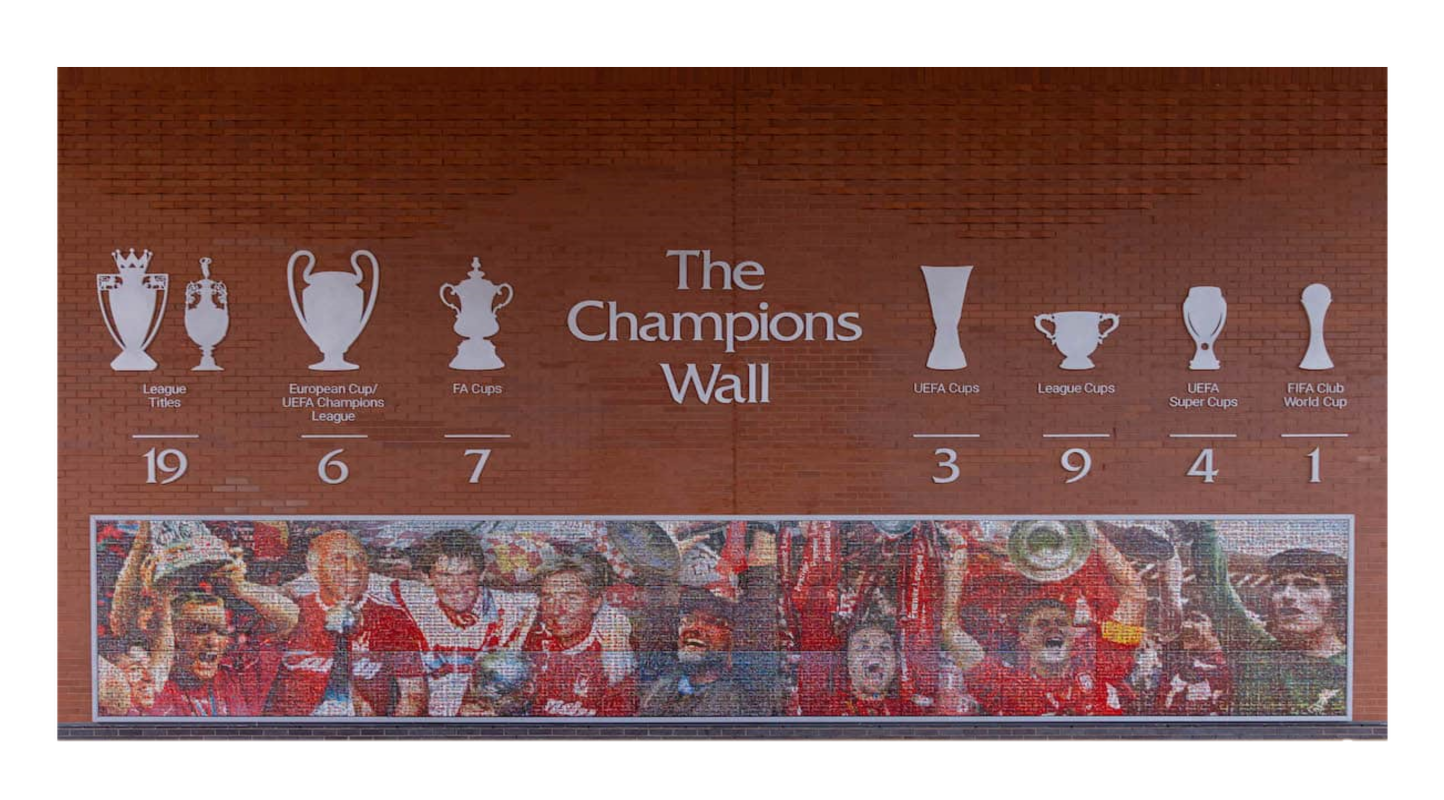 The
Champions
Wall
League
Titles
19
European Cup/
UEFA Champions
League
6
FA Cups
7
UEFA Cups
3
League Cups
9
UEFA
Super Cups
4
FIFA Club
World Cup
1